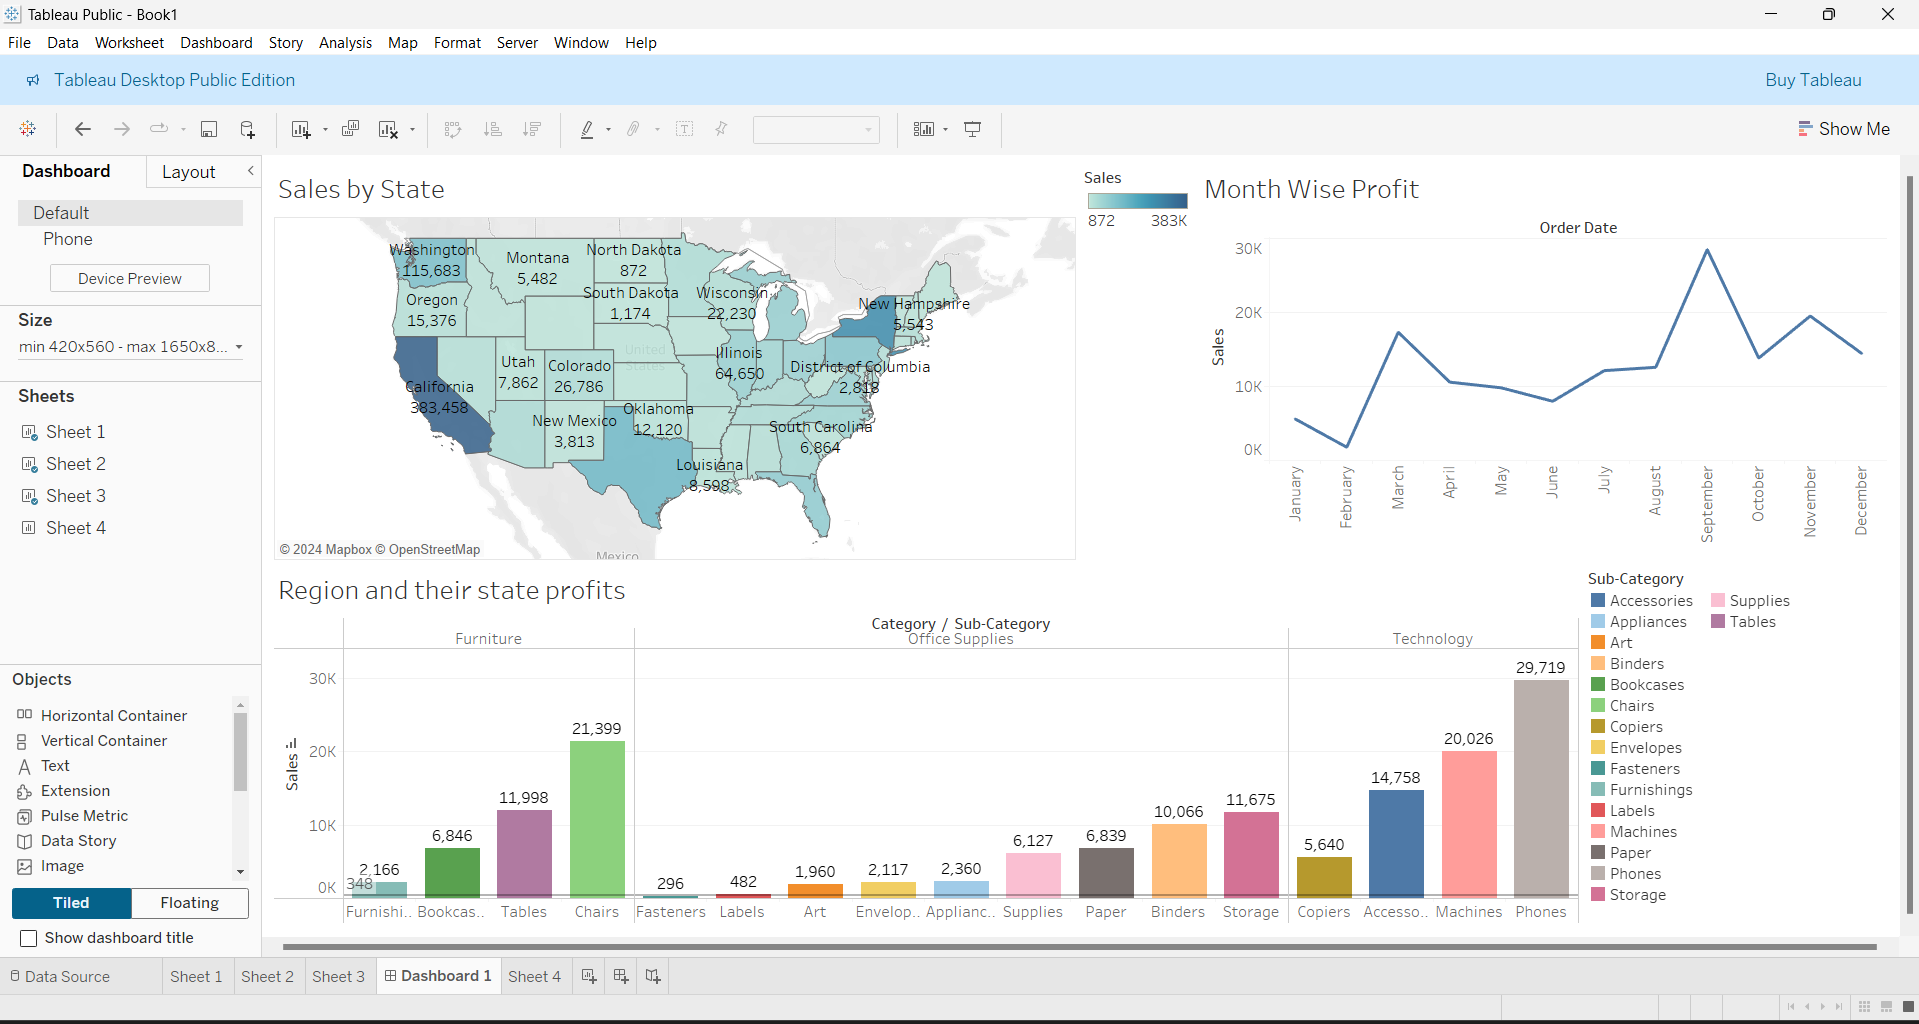 Tableau Public - Book1
File Data Worksheet Dashboard Story Analysis Map Format Server Window Help
Tableau Desktop Public Edition
Buy Tableau
Show Me
Dashboard
Layout
Default
Phone
Device Preview
Size
min 420x560 - max 1650x8...
Sheets
Sheet 1
Sheet 2
Sheet 3
Sheet 4
Objects
Horizontal Container
Vertical Container
Text
Extension
Pulse Metric
Data Story
Image
Tiled
Floating
Show dashboard title
Sales by State
Washington
115,683
Montana
5,482
North Dakota
872
Oregon
15,376
South Dakota
1,174
Wisconsin
22,230
New Hampshire
5,543
United
States
Utah
7,862
Colorado
26,786
Illinois
64,650
District of Columbia
2,818
California
383,458
New Mexico
3,813
Oklahoma
12,120
South Carolina
6,864
Louisiana
8,598
Mexico
© 2024 Mapbox © OpenStreetMap
Sales
872 383K
Month Wise Profit
Order Date
30K
20K
10K
0K
Sales
January
February
March
April
May
June
July
August
September
October
November
December
Region and their state profits
Category / Sub-Category
Furniture
Office Supplies
Technology
Sales
30K
20K
10K
0K
348
2,166
6,846
11,998
21,399
296
482
1,960
2,117
2,360
6,127
6,839
10,066
11,675
5,640
14,758
20,026
29,719
Furnishi.. Bookcas.. Tables Chairs Fasteners Labels Art Envelop.. Applianc.. Supplies Paper Binders Storage Copiers Accesso.. Machines Phones
Sub-Category
Accessories
Appliances
Art
Binders
Bookcases
Chairs
Copiers
Envelopes
Fasteners
Furnishings
Labels
Machines
Paper
Phones
Storage
Supplies
Tables
Data Source Sheet 1 Sheet 2 Sheet 3 Dashboard 1 Sheet 4